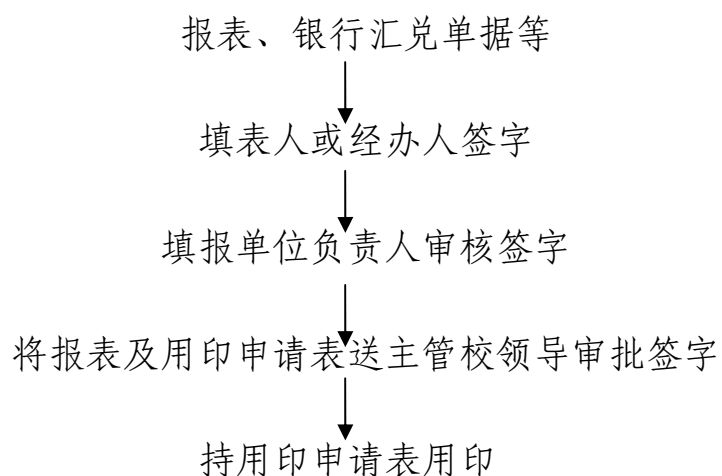 报表、银行汇兑单据等
填表人或经办人签字
填报单位负责人审核签字
将报表及用印申请表送主管校领导审批签字
持用印申请表用印